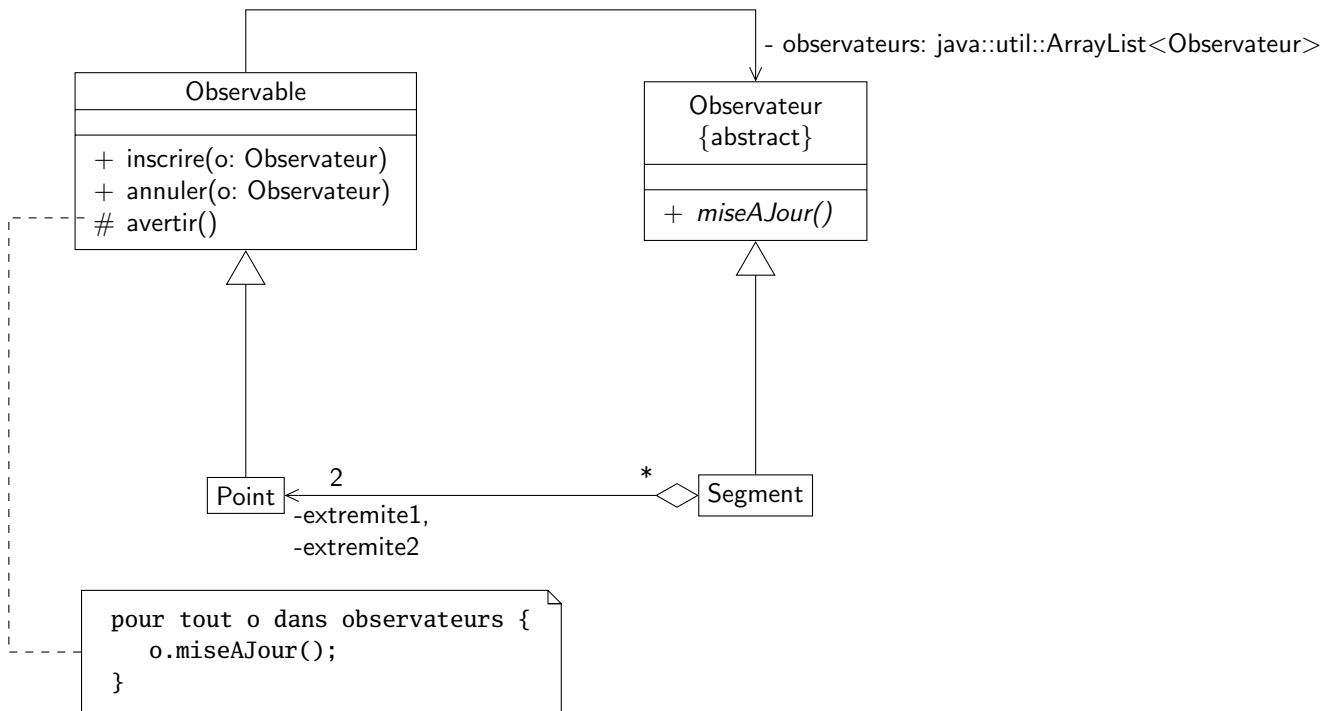 - observateurs: java::util::ArrayList<Observateur>
Observable
+ inscrire(o: Observateur)
+ annuler(o: Observateur)
# avertir()
Observateur
{abstract}
+ miseAJour()
Point
2
*
Segment
-extremite1,
-extremite2
pour tout o dans observateurs {
o.miseAJour();
}